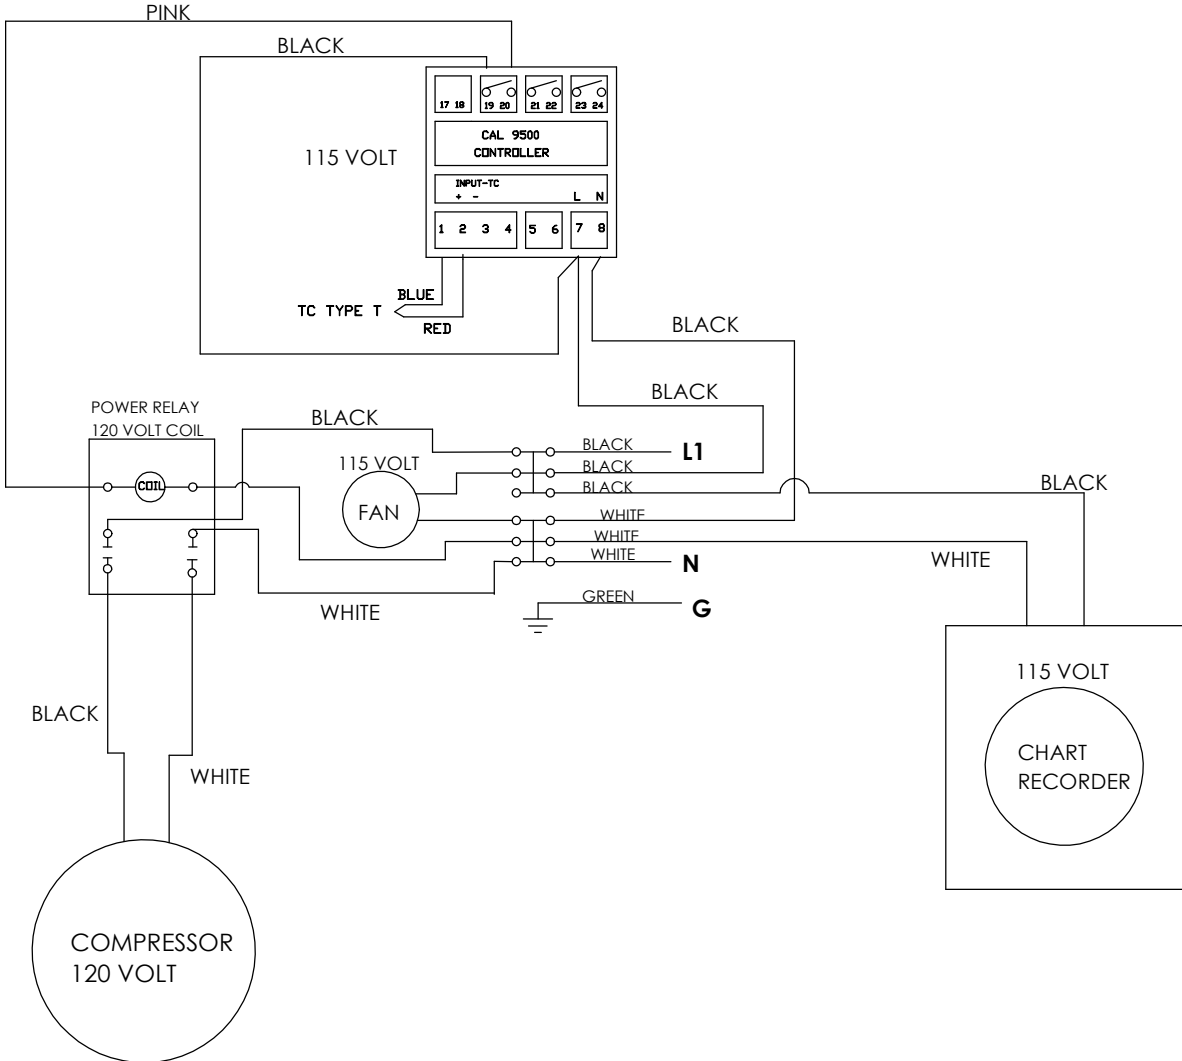 PINK
BLACK
17 18 19 20 21 22 23 24
CAL 9500
CONTROLLER
115 VOLT
INPUT-TC
+ - L N
1 2 3 4 5 6 7 8
BLUE
TC TYPE T
RED
BLACK
BLACK
POWER RELAY
120 VOLT COIL
BLACK
COIL
115 VOLT
FAN
BLACK L1
BLACK
BLACK
BLACK
WHITE
WHITE
WHITE N
WHITE
GREEN G
WHITE
BLACK
WHITE
115 VOLT
CHART
RECORDER
COMPRESSOR
120 VOLT